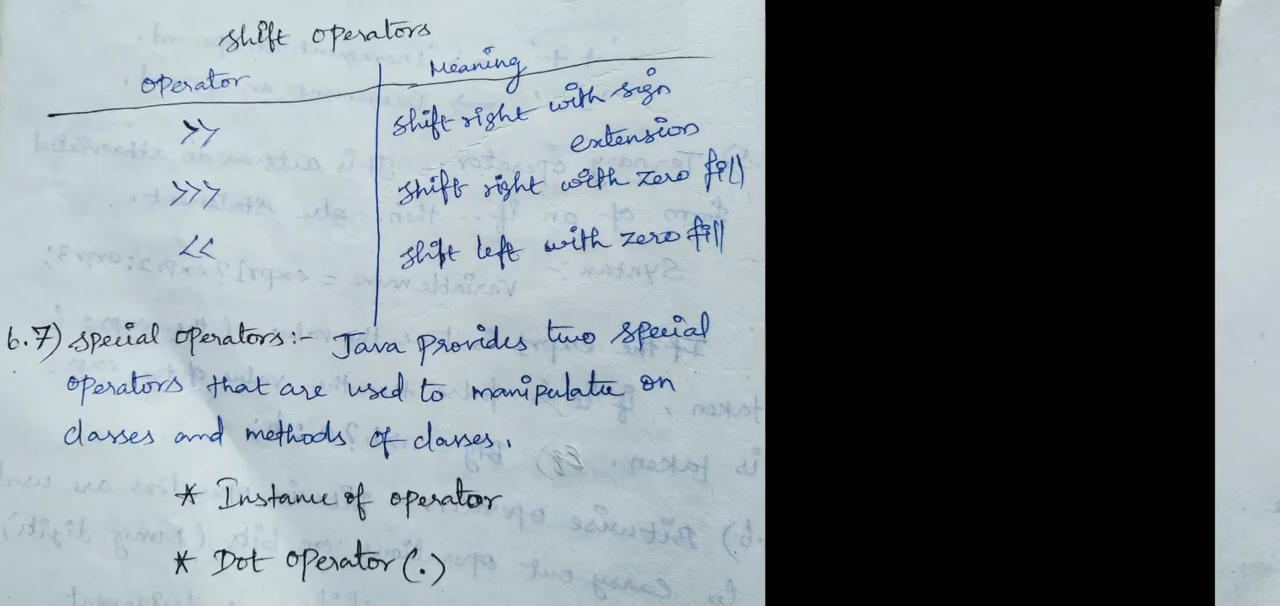 Shift Operators
Operator Meaning
>> Shift right with sign
extension
>>> Shift right with zero fill
<< Shift left with zero fill
6.7) Special Operators:- Java provides two special
operators that are used to manipulate on
classes and methods of classes.
* Instance of operator
* Dot Operator (.)